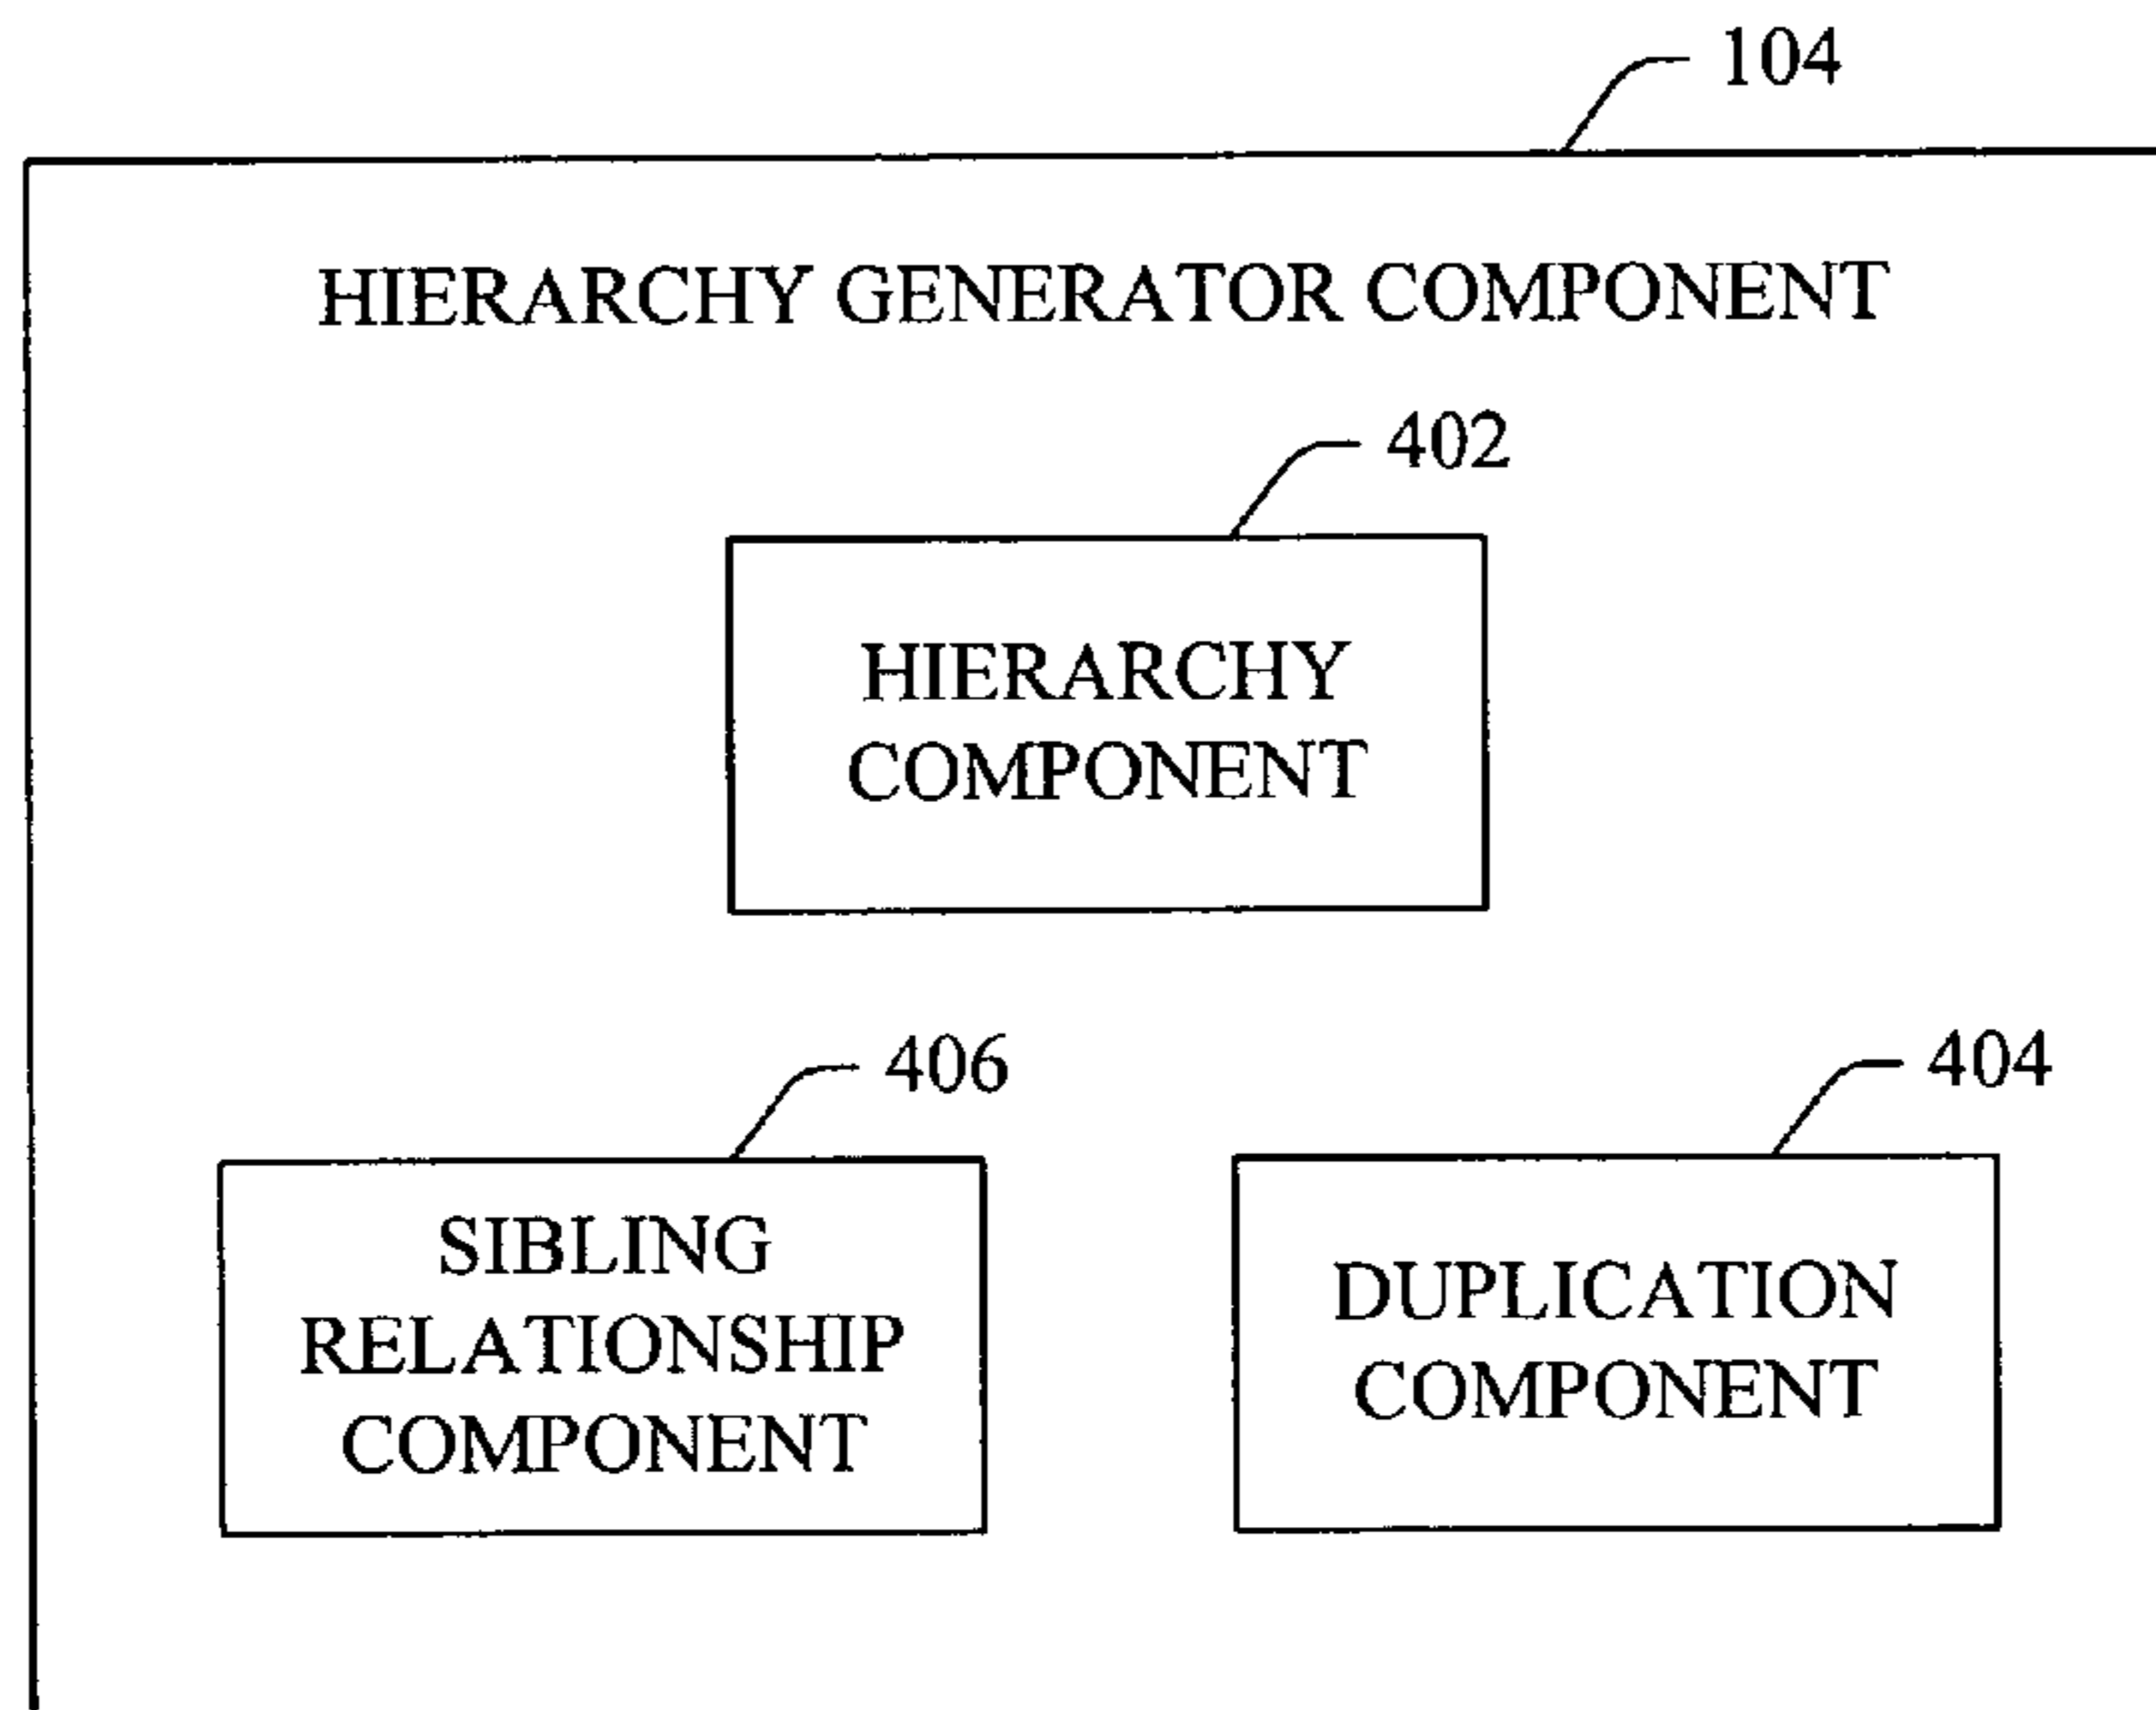 104
HIERARCHY GENERATOR COMPONENT
402
HIERARCHY
COMPONENT
406
404
SIBLING
RELATIONSHIP
COMPONENT
DUPLICATION
COMPONENT